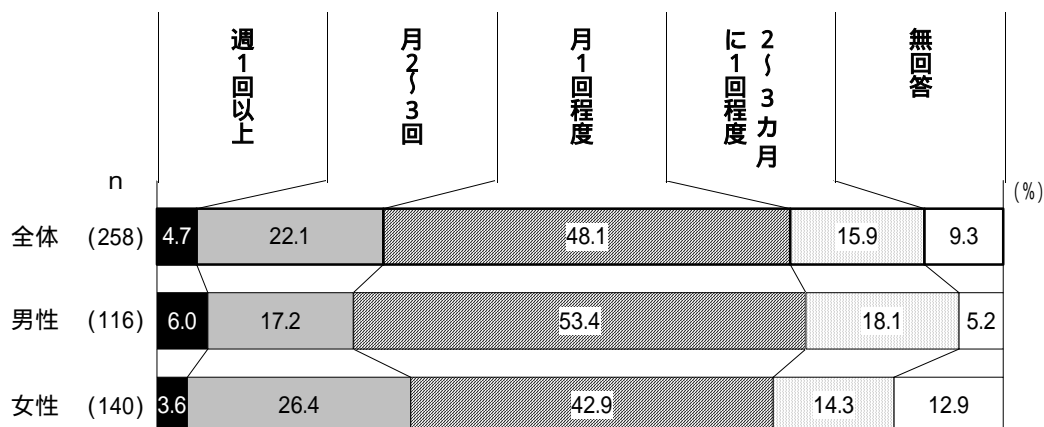 週1回以上
月2～3回
月1回程度
2～3カ月
に1回程度
無回答
n
(%)
全体 (258) 4.7 22.1 48.1 15.9 9.3
男性 (116) 6.0 17.2 53.4 18.1 5.2
女性 (140) 3.6 26.4 42.9 14.3 12.9